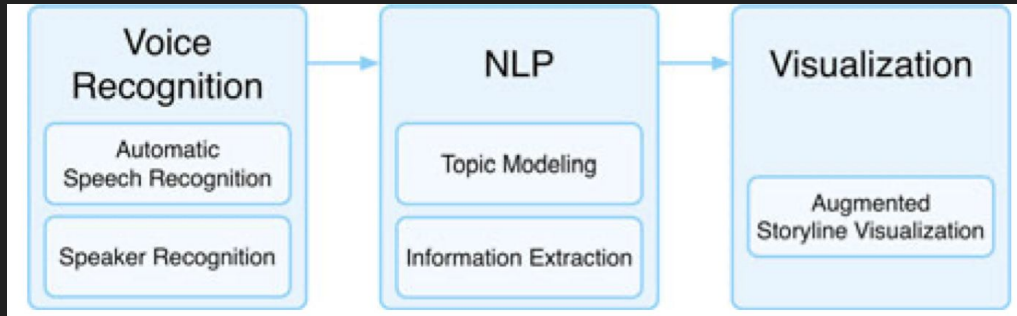 Voice
Recognition
Automatic
Speech Recognition
Speaker Recognition
NLP
Topic Modeling
Information Extraction
Visualization
Augmented
Storyline Visualization